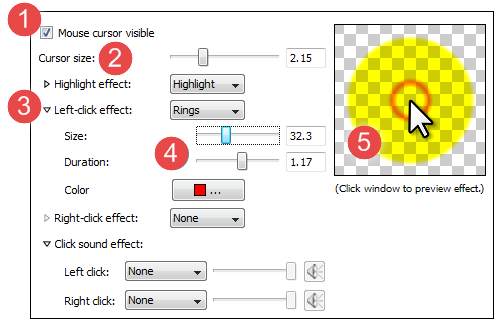 1 Mouse cursor visible
Cursor size: 2 2.15
Highlight effect: Highlight
3 Left-click effect: Rings
Size: 32.3
Duration: 4 1.17
Color ...
Right-click effect: None
Click sound effect:
Left click: None
Right click: None
5
(Click window to preview effect.)